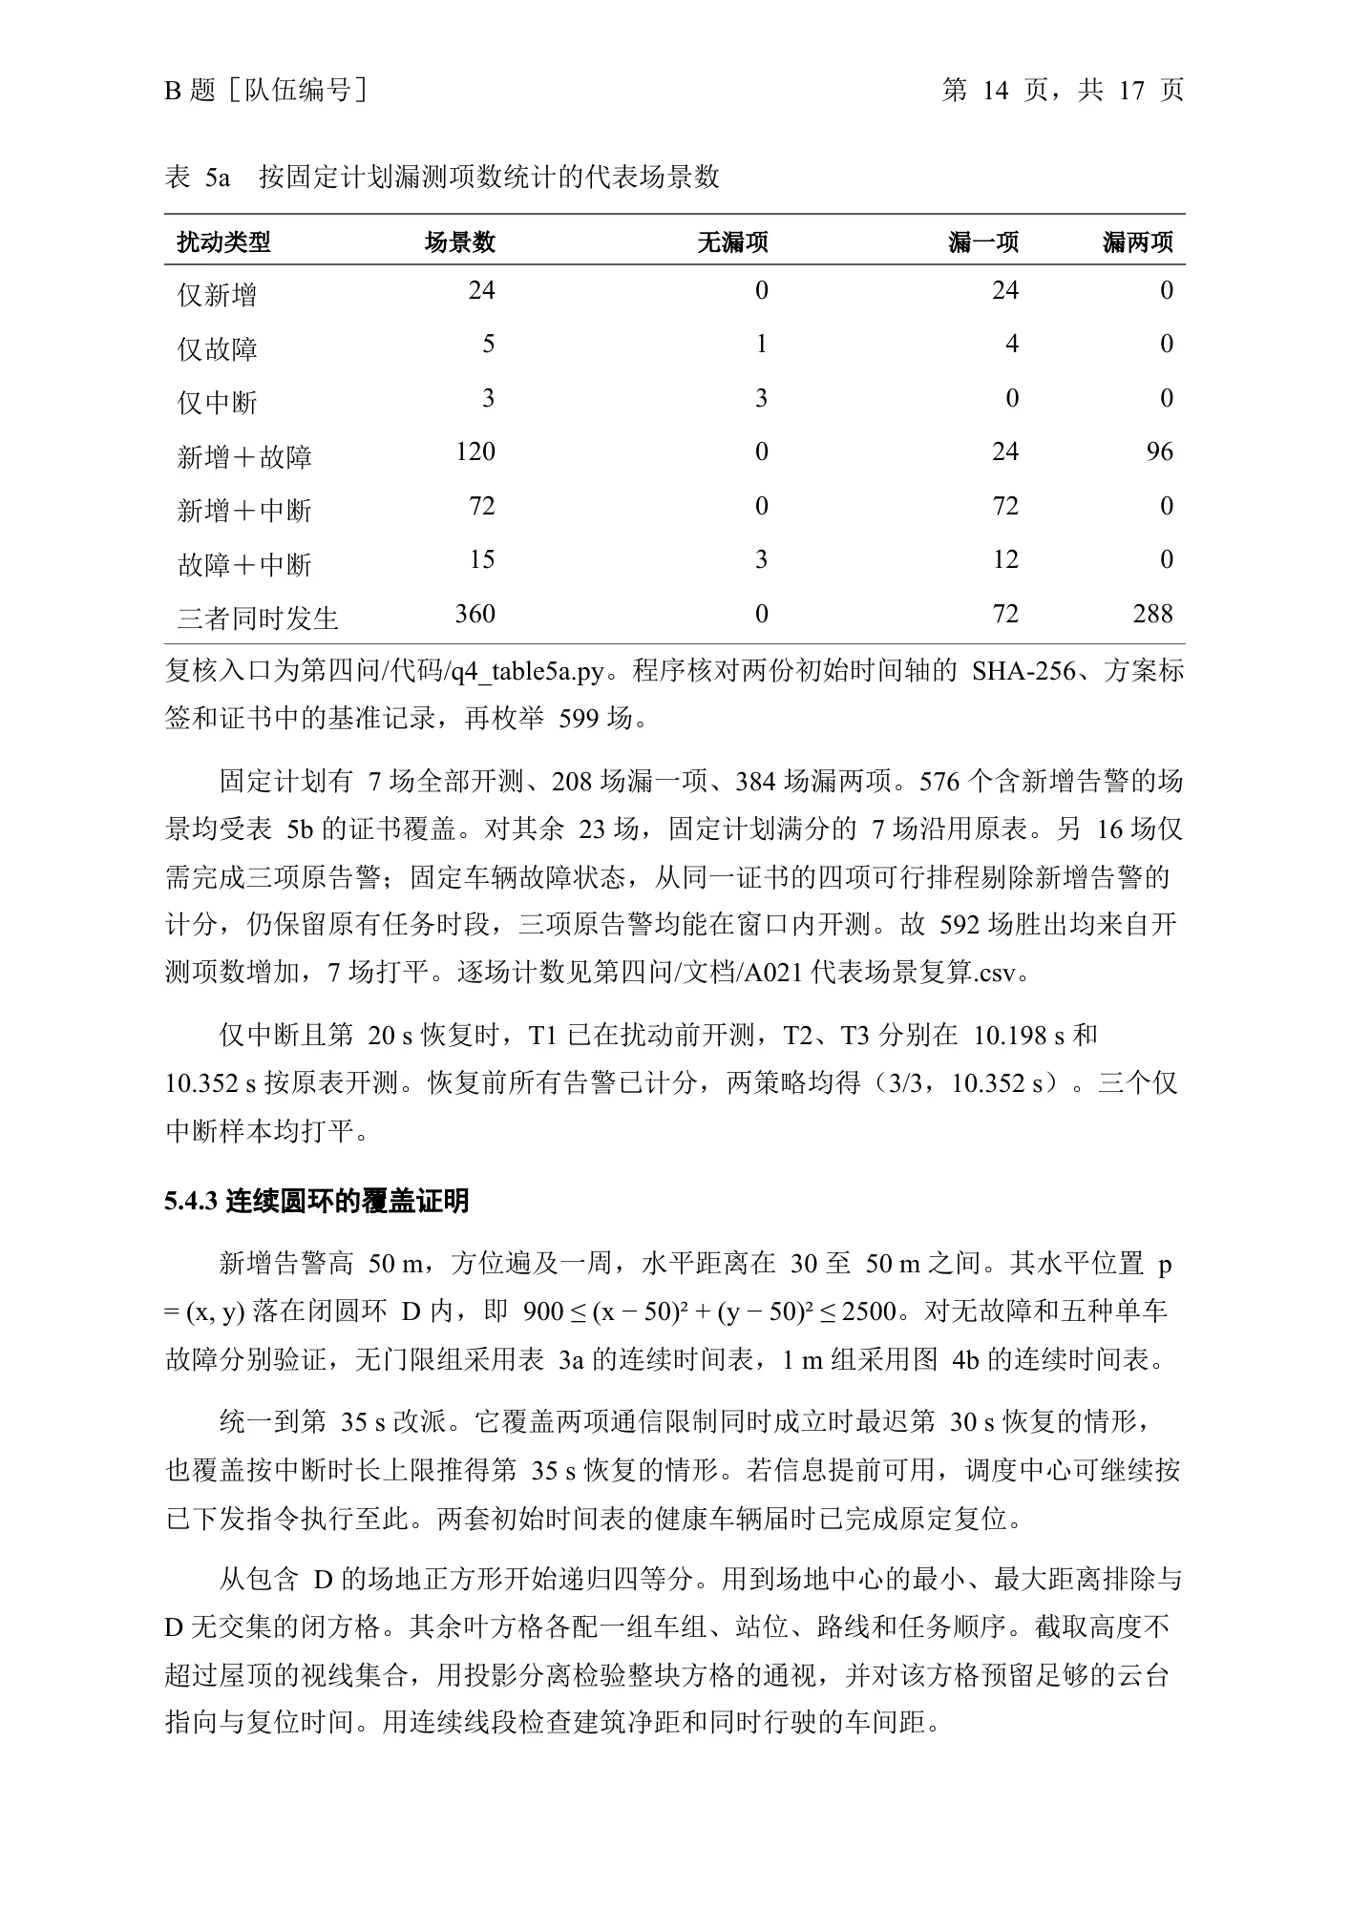 B 题［队伍编号］ 第 14 页，共 17 页
表 5a 按固定计划漏测项数统计的代表场景数
扰动类型 场景数 无漏项 漏一项 漏两项
仅新增 24 0 24 0
仅故障 5 1 4 0
仅中断 3 3 0 0
新增＋故障 120 0 24 96
新增＋中断 72 0 72 0
故障＋中断 15 3 12 0
三者同时发生 360 0 72 288
复核入口为第四问/代码/q4_table5a.py。程序核对两份初始时间轴的 SHA-256、方案标
签和证书中的基准记录，再枚举 599 场。
固定计划有 7 场全部开测、208 场漏一项、384 场漏两项。576 个含新增告警的场
景均受表 5b 的证书覆盖。对其余 23 场，固定计划满分的 7 场沿用原表。另 16 场仅
需完成三项原告警；固定车辆故障状态，从同一证书的四项可行排程剔除新增告警的
计分，仍保留原有任务时段，三项原告警均能在窗口内开测。故 592 场胜出均来自开
测项数增加，7 场打平。逐场计数见第四问/文档/A021 代表场景复算.csv。
仅中断且第 20 s 恢复时，T1 已在扰动前开测，T2、T3 分别在 10.198 s 和
10.352 s 按原表开测。恢复前所有告警已计分，两策略均得（3/3，10.352 s）。三个仅
中断样本均打平。
5.4.3 连续圆环的覆盖证明
新增告警高 50 m，方位遍及一周，水平距离在 30 至 50 m 之间。其水平位置 p
= (x, y) 落在闭圆环 D 内，即 900 ≤ (x − 50)² + (y − 50)² ≤ 2500。对无故障和五种单车
故障分别验证，无门限组采用表 3a 的连续时间表，1 m 组采用图 4b 的连续时间表。
统一到第 35 s 改派。它覆盖两项通信限制同时成立时最迟第 30 s 恢复的情形，
也覆盖按中断时长上限推得第 35 s 恢复的情形。若信息提前可用，调度中心可继续按
已下发指令执行至此。两套初始时间表的健康车辆届时已完成原定复位。
从包含 D 的场地正方形开始递归四等分。用到场地中心的最小、最大距离排除与
D 无交集的闭方格。其余叶方格各配一组车组、站位、路线和任务顺序。截取高度不
超过屋顶的视线集合，用投影分离检验整块方格的通视，并对该方格预留足够的云台
指向与复位时间。用连续线段检查建筑净距和同时行驶的车间距。